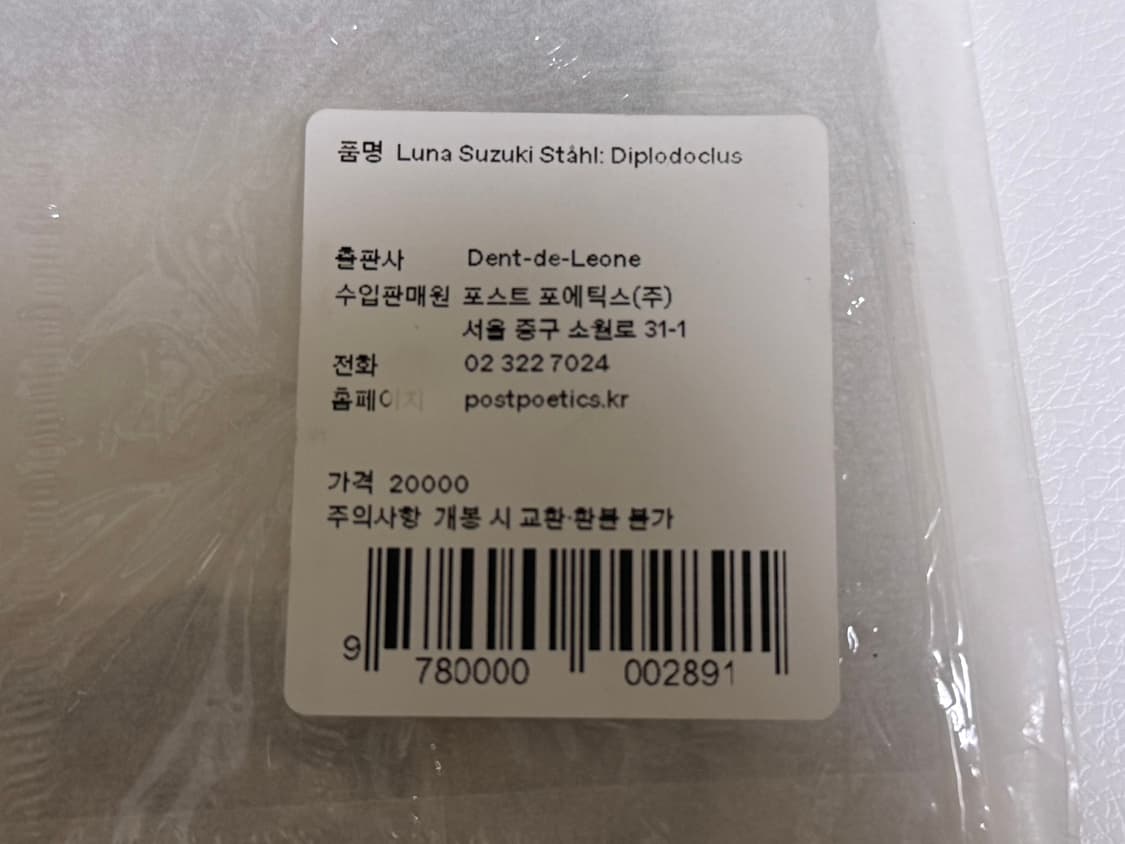 품명 Luna Suzuki Ståhl: Diplodoclus
출판사 Dent-de-Leone
수입판매원 포스트 포에틱스(주)
서울 중구 소월로 31-1
전화 02 322 7024
홈페이지 postpoetics.kr
가격 20000
주의사항 개봉 시 교환·환불 불가
9 780000 002891